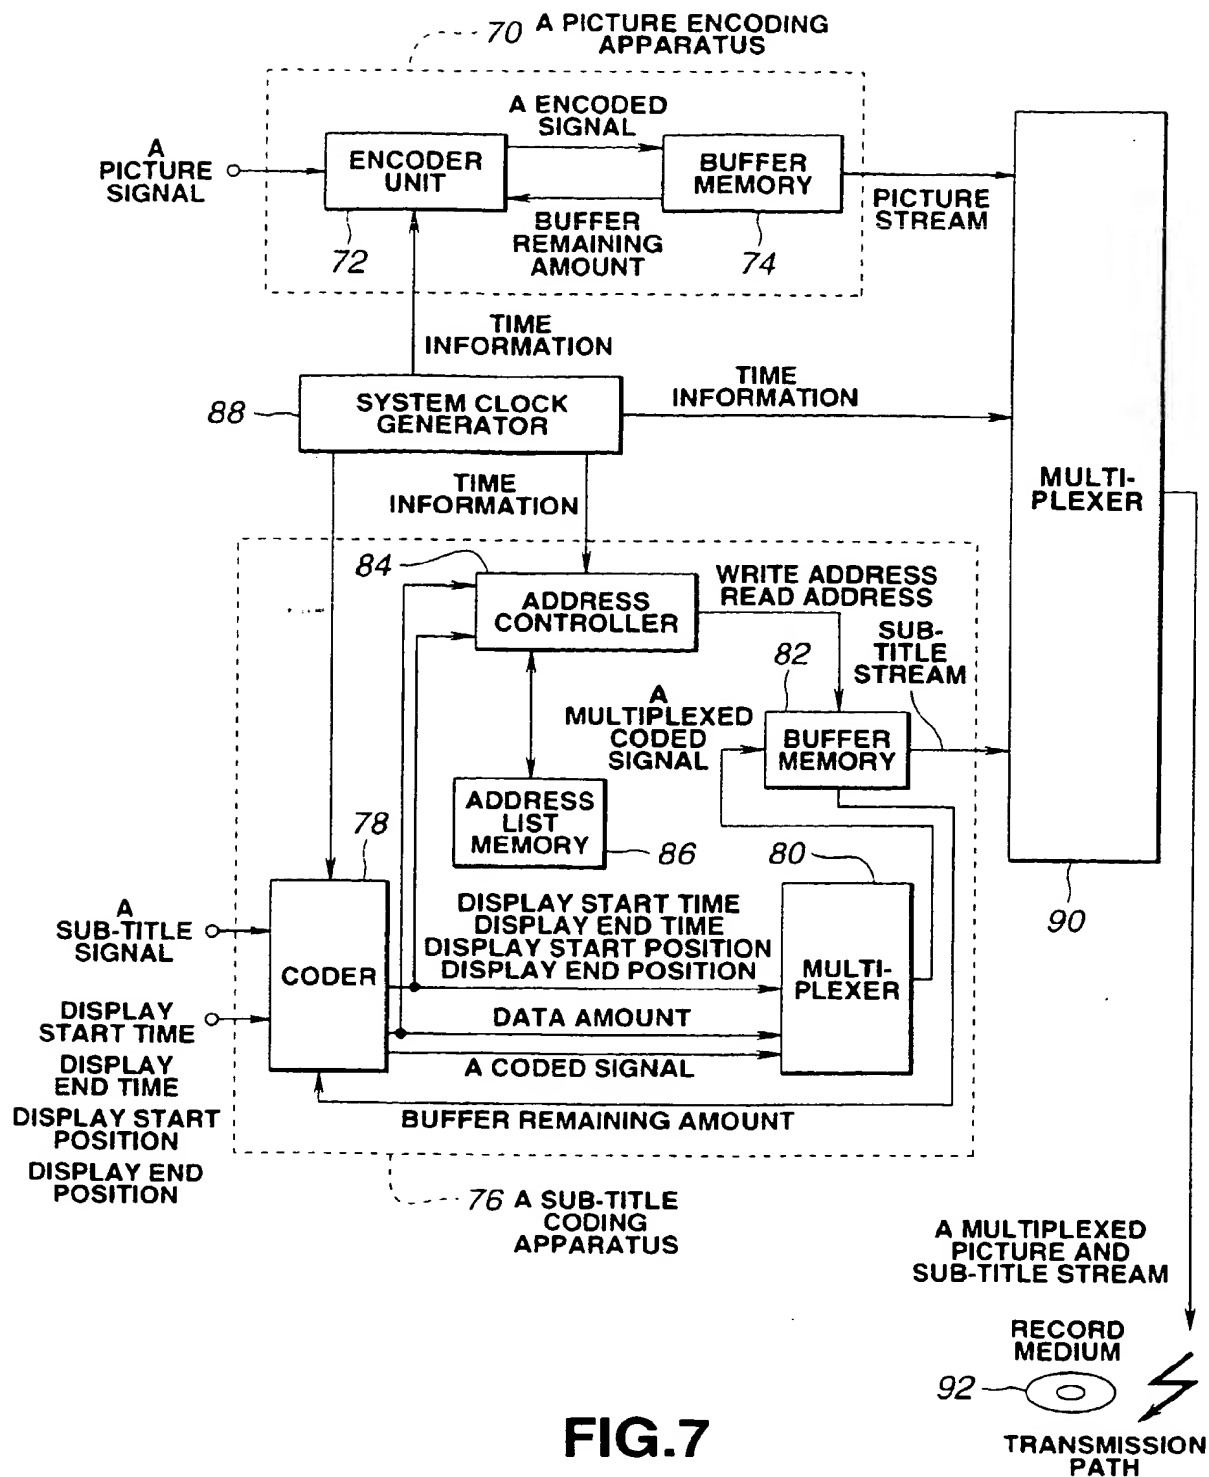 70 A PICTURE ENCODING
APPARATUS
A ENCODED
SIGNAL
A
PICTURE
SIGNAL
ENCODER
UNIT
BUFFER
MEMORY
PICTURE
STREAM
BUFFER
REMAINING
AMOUNT
72
74
TIME
INFORMATION
88
SYSTEM CLOCK
GENERATOR
TIME
INFORMATION
TIME
INFORMATION
MULTI-
PLEXER
84
ADDRESS
CONTROLLER
WRITE ADDRESS
READ ADDRESS
82
SUB-
TITLE
STREAM
A
MULTIPLEXED
CODED
SIGNAL
BUFFER
MEMORY
ADDRESS
LIST
MEMORY
86
78
80
90
A
SUB-TITLE
SIGNAL
CODER
DISPLAY START TIME
DISPLAY END TIME
DISPLAY START POSITION
DISPLAY END POSITION
MULTI-
PLEXER
DISPLAY
START TIME
DISPLAY
END TIME
DISPLAY START
POSITION
DISPLAY END
POSITION
DATA AMOUNT
A CODED SIGNAL
BUFFER REMAINING AMOUNT
76 A SUB-TITLE
CODING
APPARATUS
A MULTIPLEXED
PICTURE AND
SUB-TITLE STREAM
RECORD
MEDIUM
92
TRANSMISSION
PATH
FIG.7